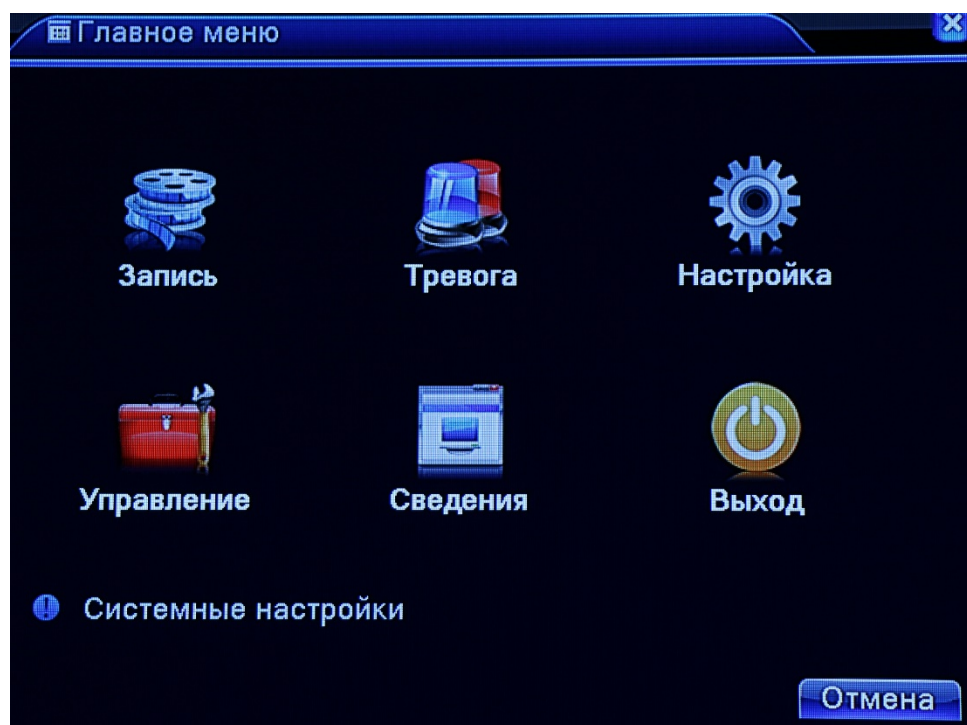 Главное меню
Запись
Тревога
Настройка
Управление
Сведения
Выход
Системные настройки
Отмена